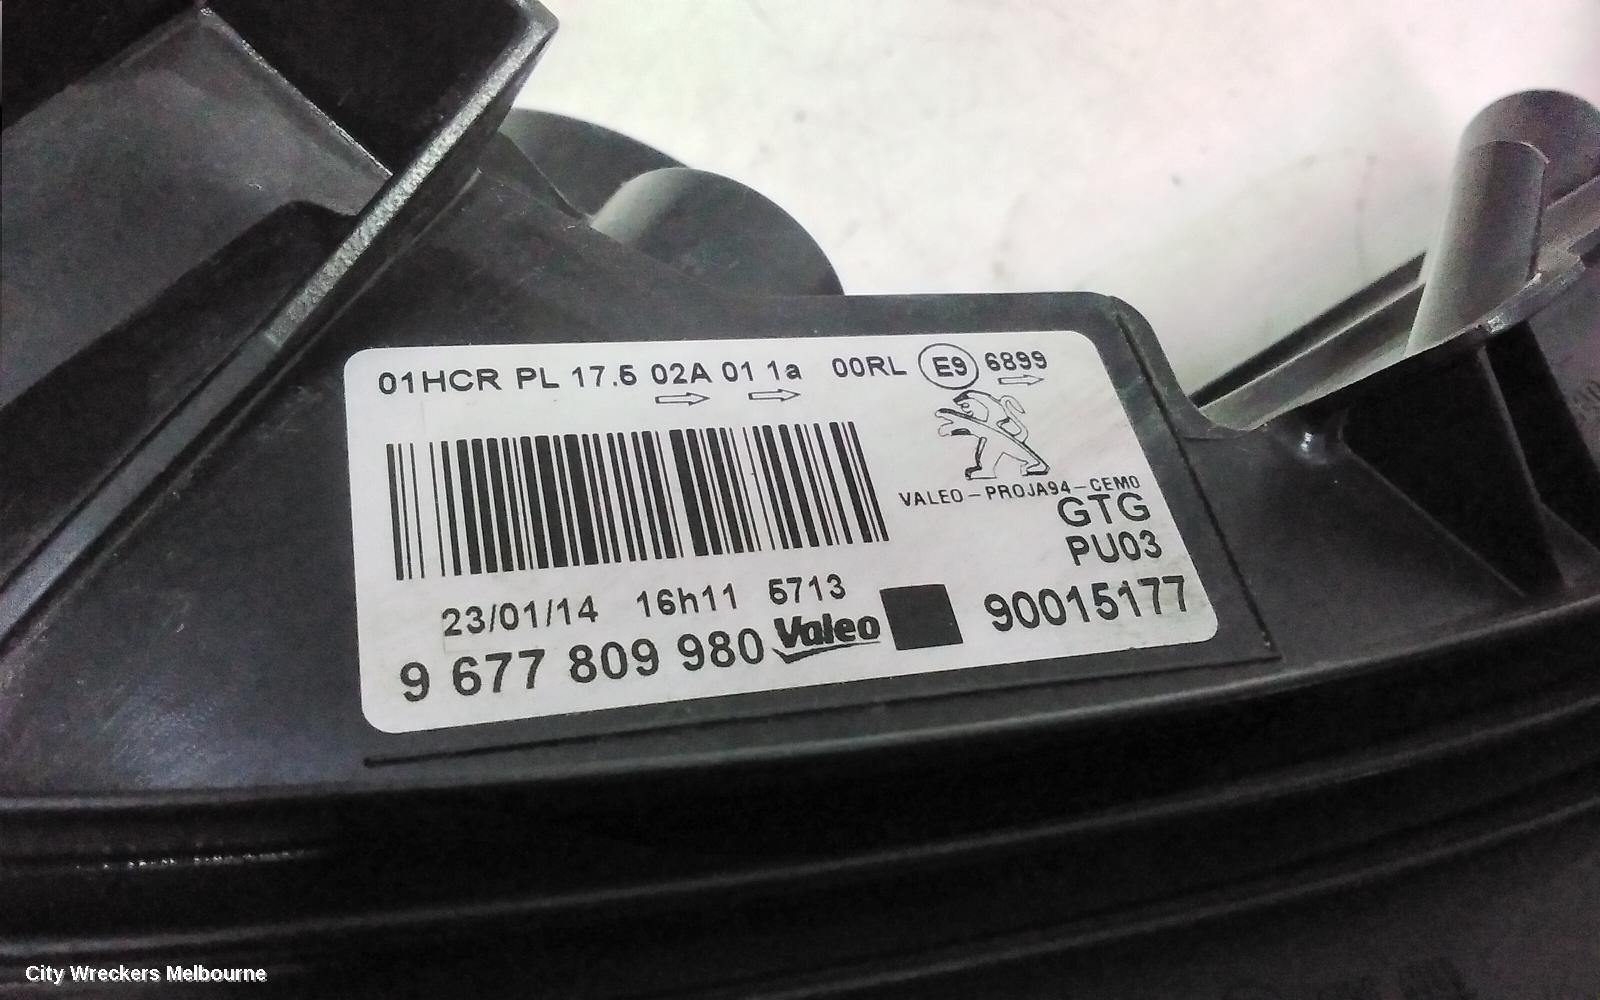 01HCR PL 17.5 02A 01 1a 00RL E9 6899
VALEO-PROJA94-CEM0
GTG
PU03
23/01/14 16h11 5713
9 677 809 980 Valeo 90015177
City Wreckers Melbourne